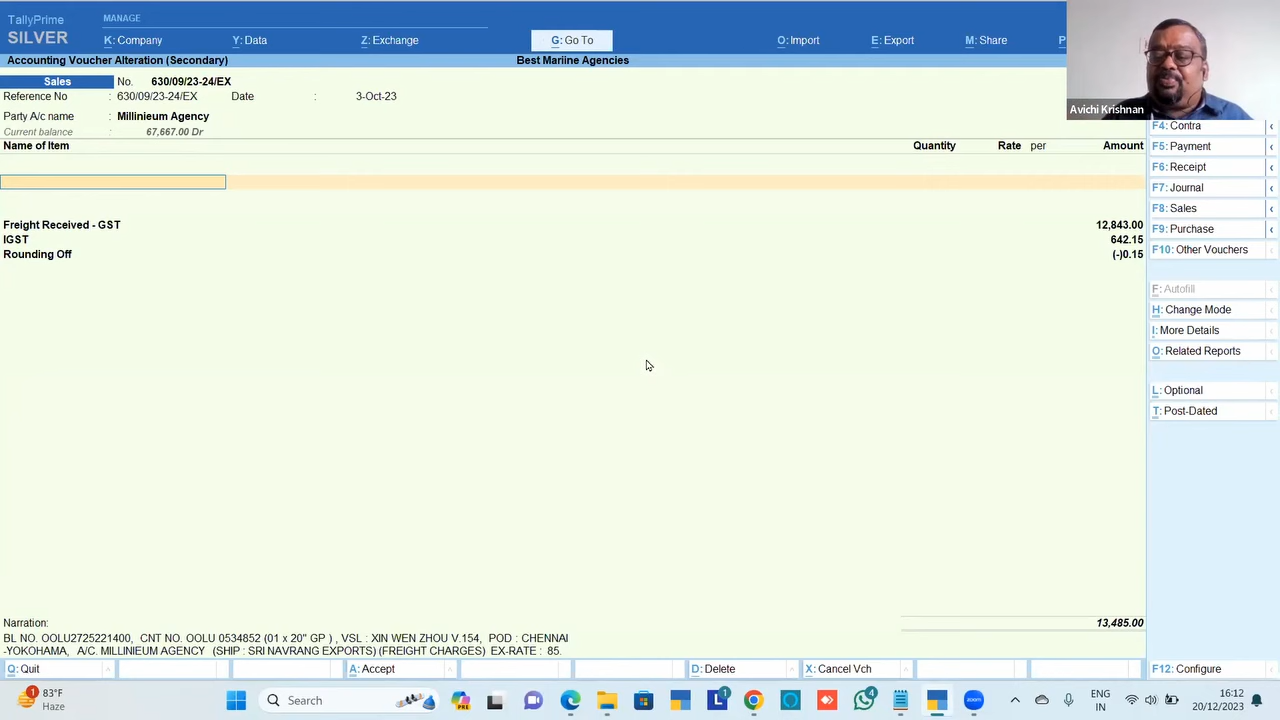 TallyPrime
SILVER
MANAGE
K: Company
Y: Data
Z: Exchange
G: Go To
O: Import
E: Export
M: Share
P
Accounting Voucher Alteration (Secondary)
Best Mariine Agencies
Sales No. 630/09/23-24/EX
Reference No : 630/09/23-24/EX Date : 3-Oct-23
Party A/c name : Millinieum Agency
Current balance : 67,667.00 Dr
Name of Item Quantity Rate per Amount
Freight Received - GST 12,843.00
IGST 642.15
Rounding Off (-)0.15
Narration:
BL NO. OOLU2725221400, CNT NO. OOLU 0534852 (01 x 20'' GP ) , VSL : XIN WEN ZHOU V.154, POD : CHENNAI
-YOKOHAMA, A/C. MILLINIEUM AGENCY (SHIP : SRI NAVRANG EXPORTS) (FREIGHT CHARGES) EX-RATE : 85.
13,485.00
Avichi Krishnan
F4: Contra
F5: Payment
F6: Receipt
F7: Journal
F8: Sales
F9: Purchase
F10: Other Vouchers
F: Autofill
H: Change Mode
I: More Details
O: Related Reports
L: Optional
T: Post-Dated
Q: Quit
A: Accept
D: Delete
X: Cancel Vch
F12: Configure
1
83°F
Haze
Search
L
1
4
ENG
IN
16:12
20/12/2023